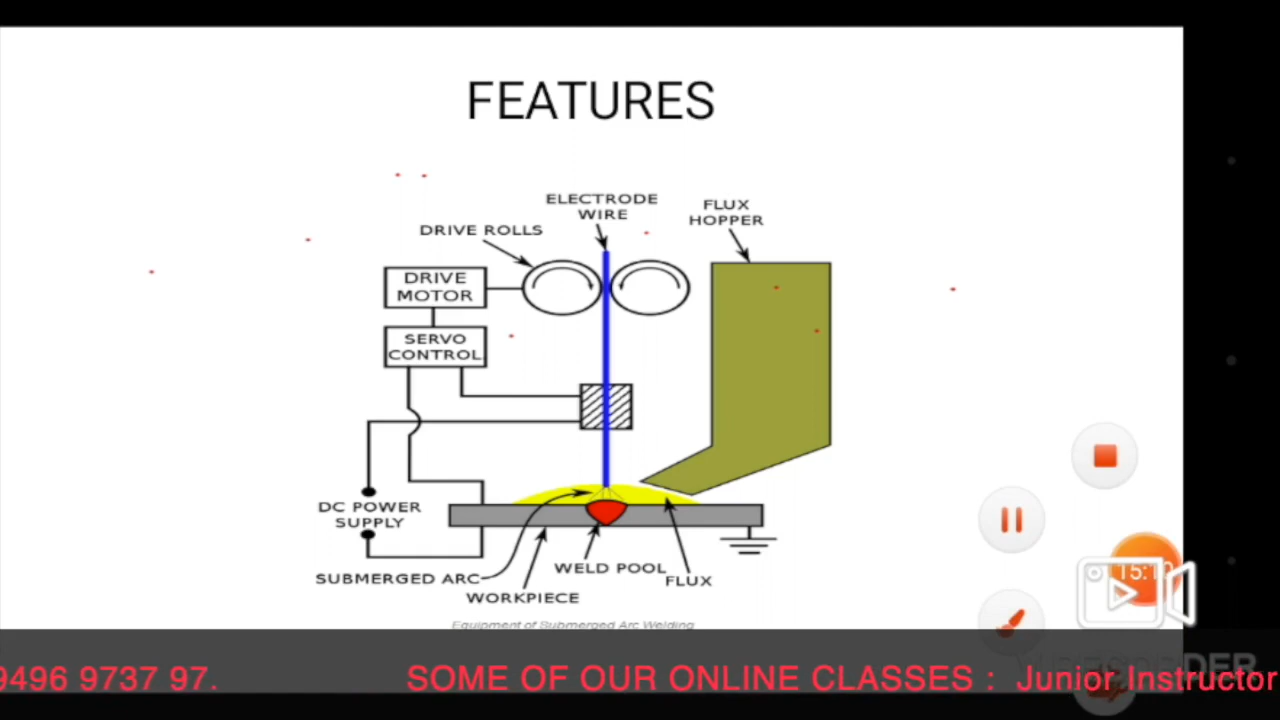 FEATURES
ELECTRODE
WIRE
FLUX
HOPPER
DRIVE ROLLS
DRIVE
MOTOR
SERVO
CONTROL
DC POWER
SUPPLY
SUBMERGED ARC
WELD POOL
FLUX
WORKPIECE
Equipment of Submerged Arc Welding
9496 9737 97.
SOME OF OUR ONLINE CLASSES : Junior Instructor